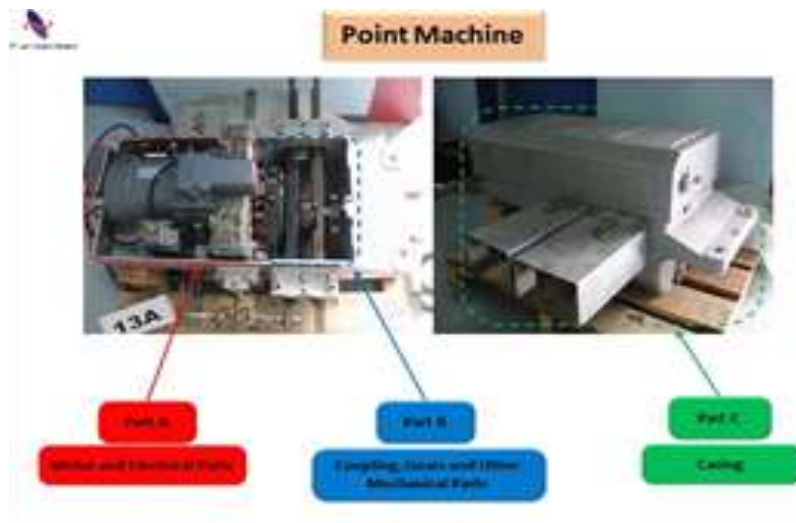 Point Machine
13A
Part A
Part B
Part C
Motor and Electrical Parts
Coupling, Gears and Other
Mechanical Parts
Casing